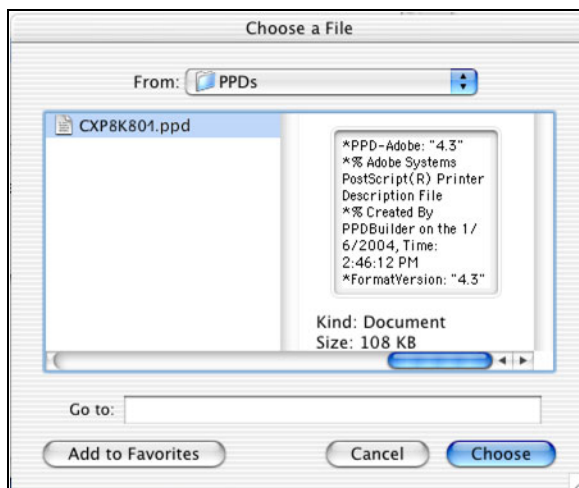 Choose a File
From: PPDs
CXP8K801.ppd
*PPD-Adobe: "4.3"
*% Adobe Systems
PostScript(R) Printer
Description File
*% Created By
PPDBuilder on the 1/
6/2004, Time:
2:46:12 PM
*FormatVersion: "4.3"
Kind: Document
Size: 108 KB
Go to:
Add to Favorites
Cancel
Choose